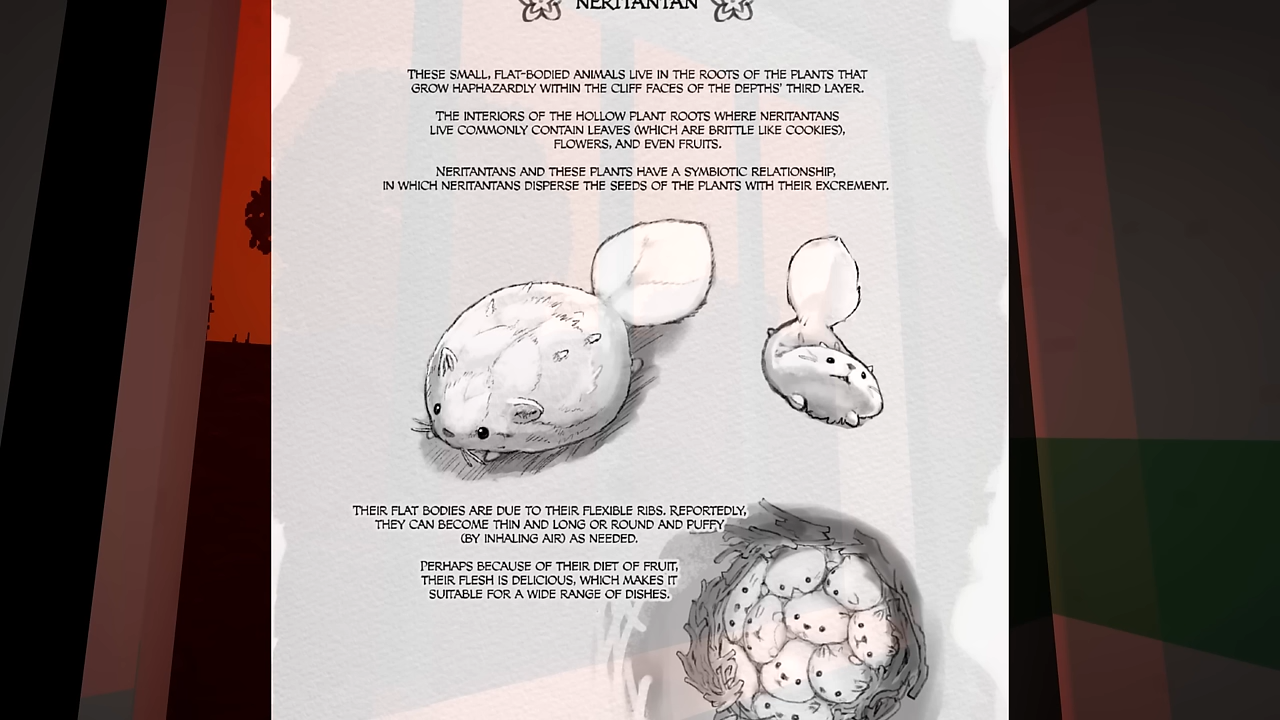 NERITANTAN
THESE SMALL, FLAT-BODIED ANIMALS LIVE IN THE ROOTS OF THE PLANTS THAT
GROW HAPHAZARDLY WITHIN THE CLIFF FACES OF THE DEPTHS' THIRD LAYER.
THE INTERIORS OF THE HOLLOW PLANT ROOTS WHERE NERITANTANS
LIVE COMMONLY CONTAIN LEAVES (WHICH ARE BRITTLE LIKE COOKIES),
FLOWERS, AND EVEN FRUITS.
NERITANTANS AND THESE PLANTS HAVE A SYMBIOTIC RELATIONSHIP,
IN WHICH NERITANTANS DISPERSE THE SEEDS OF THE PLANTS WITH THEIR EXCREMENT.
THEIR FLAT BODIES ARE DUE TO THEIR FLEXIBLE RIBS. REPORTEDLY,
THEY CAN BECOME THIN AND LONG OR ROUND AND PUFFY
(BY INHALING AIR) AS NEEDED.
PERHAPS BECAUSE OF THEIR DIET OF FRUIT,
THEIR FLESH IS DELICIOUS, WHICH MAKES IT
SUITABLE FOR A WIDE RANGE OF DISHES.